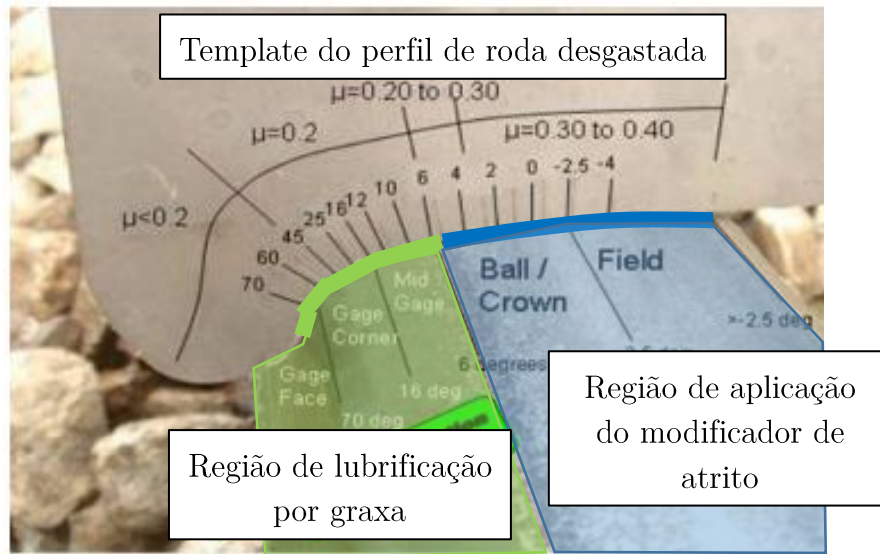 Template do perfil de roda desgastada
μ=0.20 to 0.30
μ=0.2
μ=0.30 to 0.40
μ<0.2
70
60
45
25
16
12
10
6
4
2
0
-2.5
-4
Mid
Gage
Gage
Corner
Gage
Face
Ball /
Crown
Field
>-2.5 deg
6 degrees
16 deg
70 deg
Região de lubrificação
por graxa
Região de aplicação
do modificador de
atrito